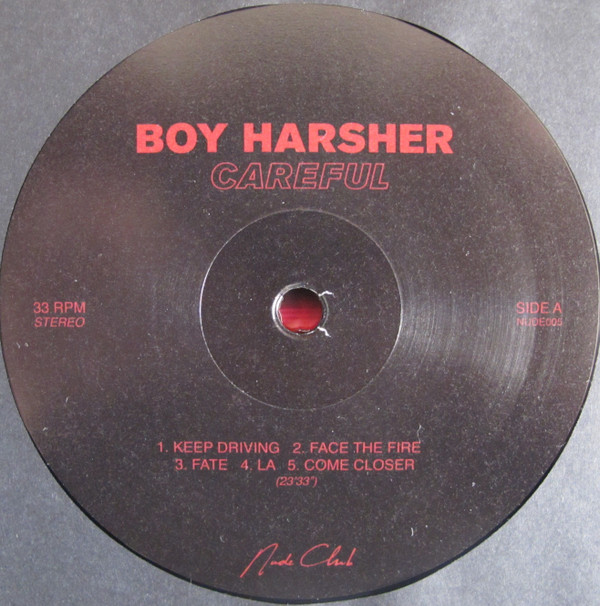 BOY HARSHER
CAREFUL
33 RPM
STEREO
SIDE A
NUDE005
1. KEEP DRIVING 2. FACE THE FIRE
3. FATE 4. LA 5. COME CLOSER
(23'33")
Nude Club